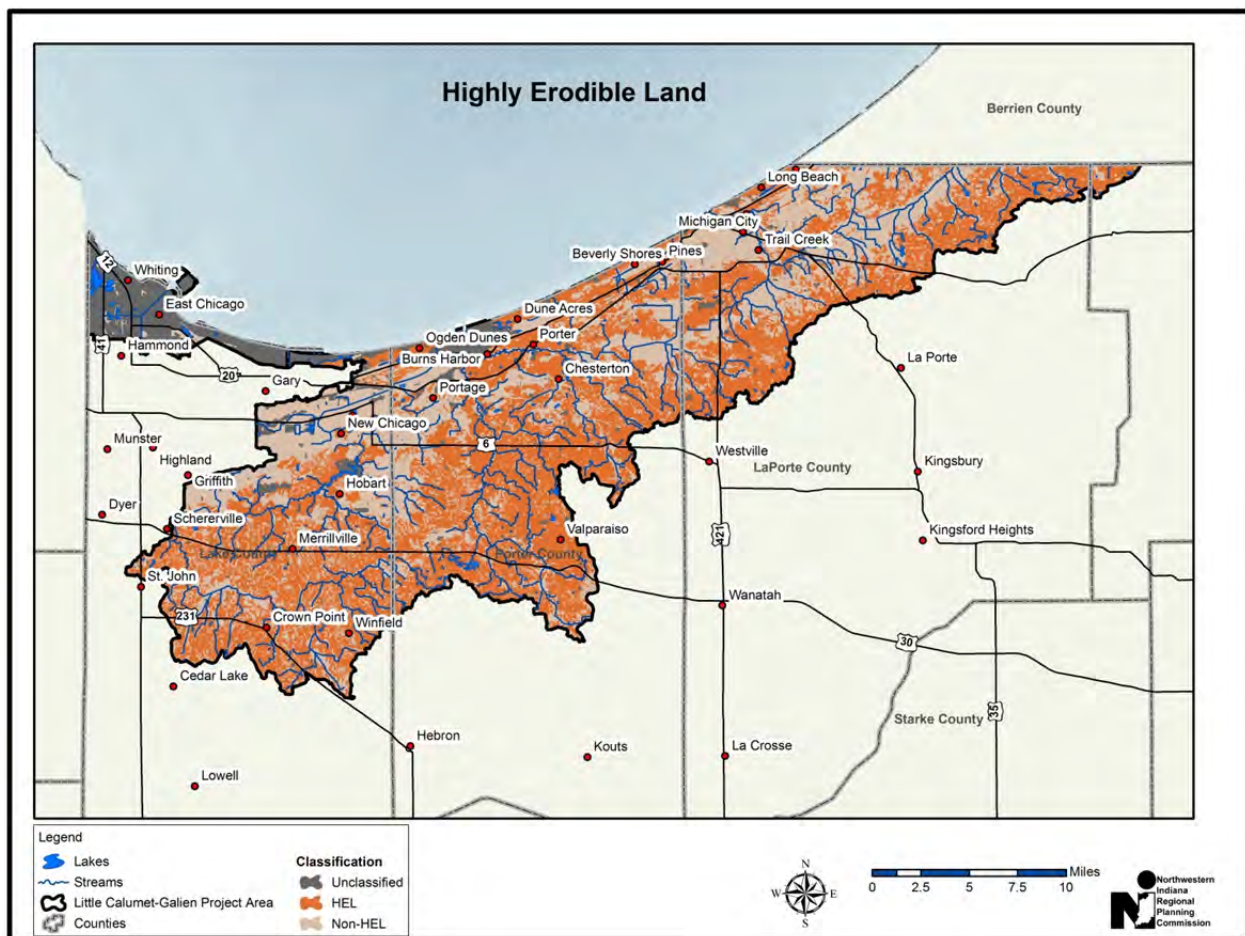 Highly Erodible Land
Berrien County
Long Beach
Michigan City
Trail Creek
Beverly Shores
Pines
Whiting
12
East Chicago
Dune Acres
Ogden Dunes
Porter
Hammond
41
Burns Harbor
La Porte
20
Chesterton
Gary
Portage
New Chicago
6
Munster
Westville
LaPorte County
Kingsbury
Highland
Griffith
Hobart
Dyer
Schererville
Valparaiso
421
Kingsford Heights
Merrillville
Lake County
Porter County
St. John
Wanatah
231
Crown Point
Winfield
30
Cedar Lake
Starke County
35
Hebron
Kouts
La Crosse
Lowell
Legend
Lakes
Streams
Little Calumet-Galien Project Area
Counties
Classification
Unclassified
HEL
Non-HEL
N
W E
S
Miles
0 2.5 5 7.5 10
Northwestern
Indiana
Regional
Planning
Commission